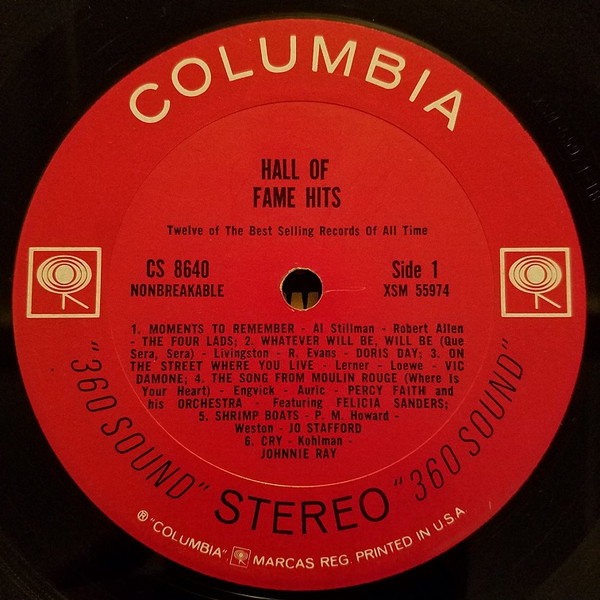 COLUMBIA
HALL OF
FAME HITS
Twelve of The Best Selling Records Of All Time
CS 8640
NONBREAKABLE
Side 1
XSM 55974
1. MOMENTS TO REMEMBER - Al Stillman - Robert Allen
- THE FOUR LADS; 2. WHATEVER WILL BE, WILL BE (Que
Sera, Sera) - Livingston - R. Evans - DORIS DAY; 3. ON
THE STREET WHERE YOU LIVE - Lerner - Loewe - VIC
DAMONE; 4. THE SONG FROM MOULIN ROUGE (Where Is
Your Heart) - Engvick - Auric - PERCY FAITH and
his ORCHESTRA - Featuring FELICIA SANDERS;
5. SHRIMP BOATS - P. M. Howard -
Weston - JO STAFFORD
6. CRY - Kohlman -
JOHNNIE RAY
"360 SOUND" STEREO "360 SOUND"
® "COLUMBIA", MARCAS REG. PRINTED IN U.S.A.